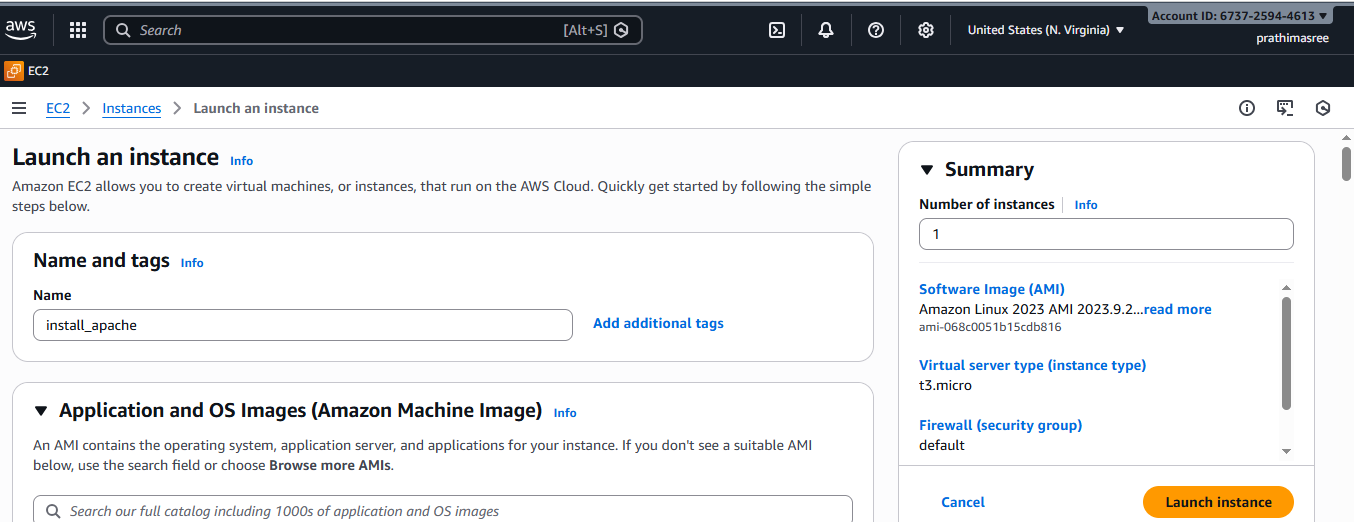 aws
Search [Alt+S]
United States (N. Virginia) ▼
Account ID: 6737-2594-4613 ▼
prathimasree
EC2
EC2 > Instances > Launch an instance
Launch an instance Info
Amazon EC2 allows you to create virtual machines, or instances, that run on the AWS Cloud. Quickly get started by following the simple
steps below.
Name and tags Info
Name
install_apache
Add additional tags
▼ Application and OS Images (Amazon Machine Image) Info
An AMI contains the operating system, application server, and applications for your instance. If you don't see a suitable AMI
below, use the search field or choose Browse more AMIs.
Search our full catalog including 1000s of application and OS images
▼ Summary
Number of instances Info
1
Software Image (AMI)
Amazon Linux 2023 AMI 2023.9.2...read more
ami-068c0051b15cdb816
Virtual server type (instance type)
t3.micro
Firewall (security group)
default
Cancel
Launch instance